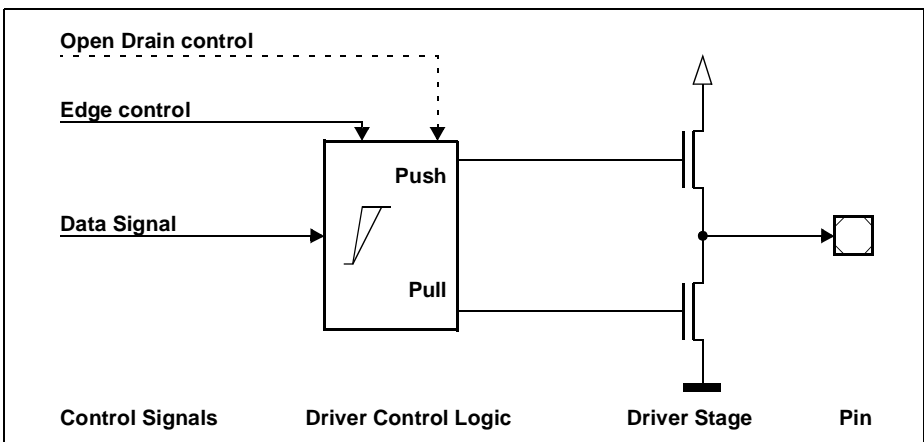 Open Drain control
Edge control
Push
Data Signal
Pull
Control Signals
Driver Control Logic
Driver Stage
Pin